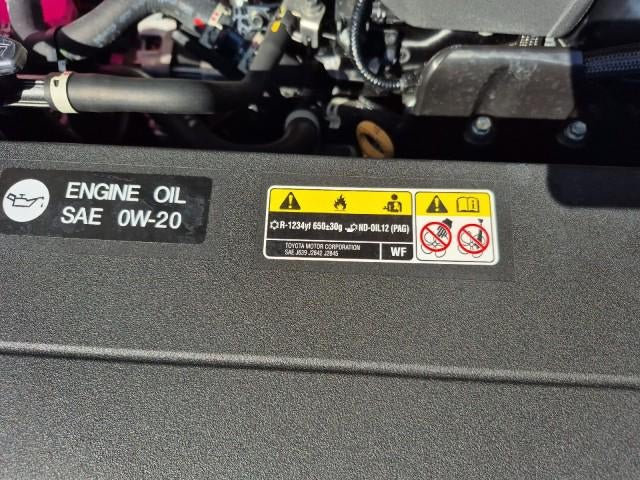 ENGINE OIL
SAE 0W-20
R-1234yf 650±30g ND-OIL12 (PAG)
TOYOTA MOTOR CORPORATION
SAE J639 J2842 J2845
WF